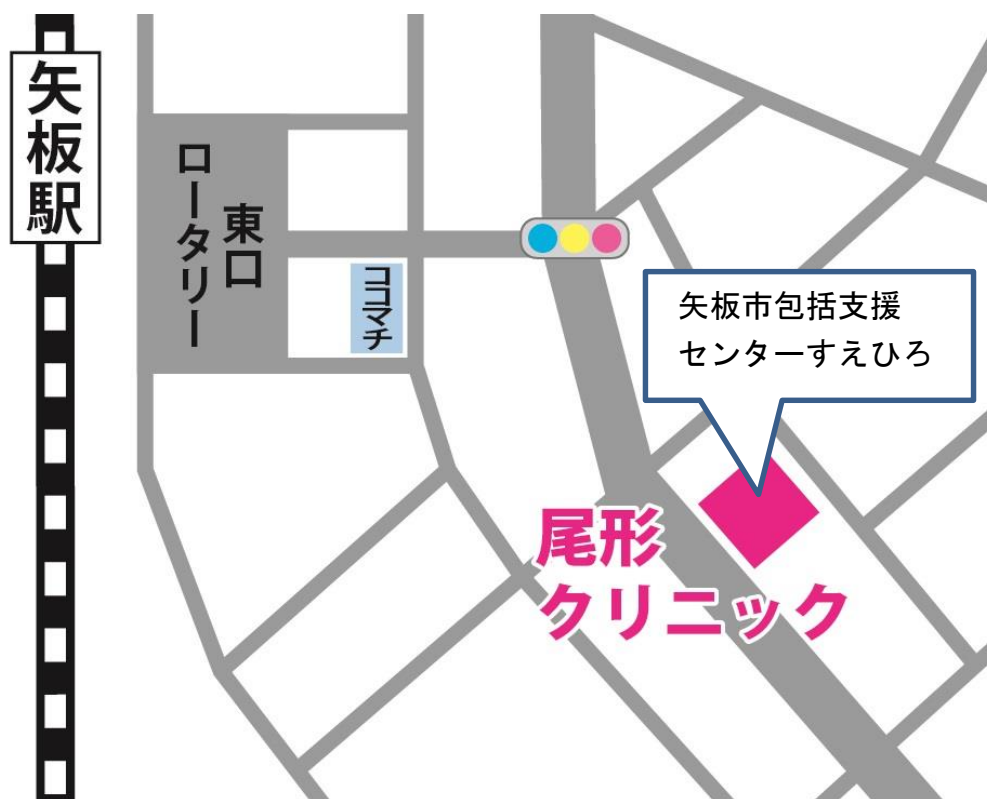 矢板駅
東口
ロータリー
ココマチ
矢板市包括支援
センターすえひろ
尾形
クリニック